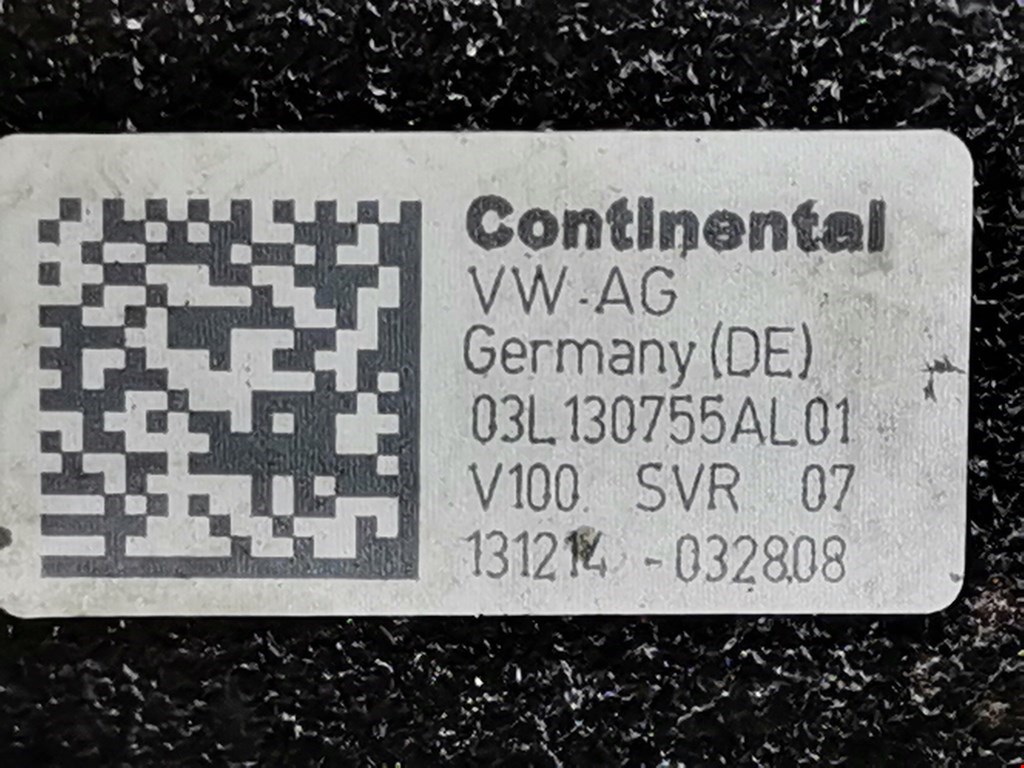 Continental
VW-AG
Germany (DE)
03L130755AL01
V100 SVR 07
131214 -032808